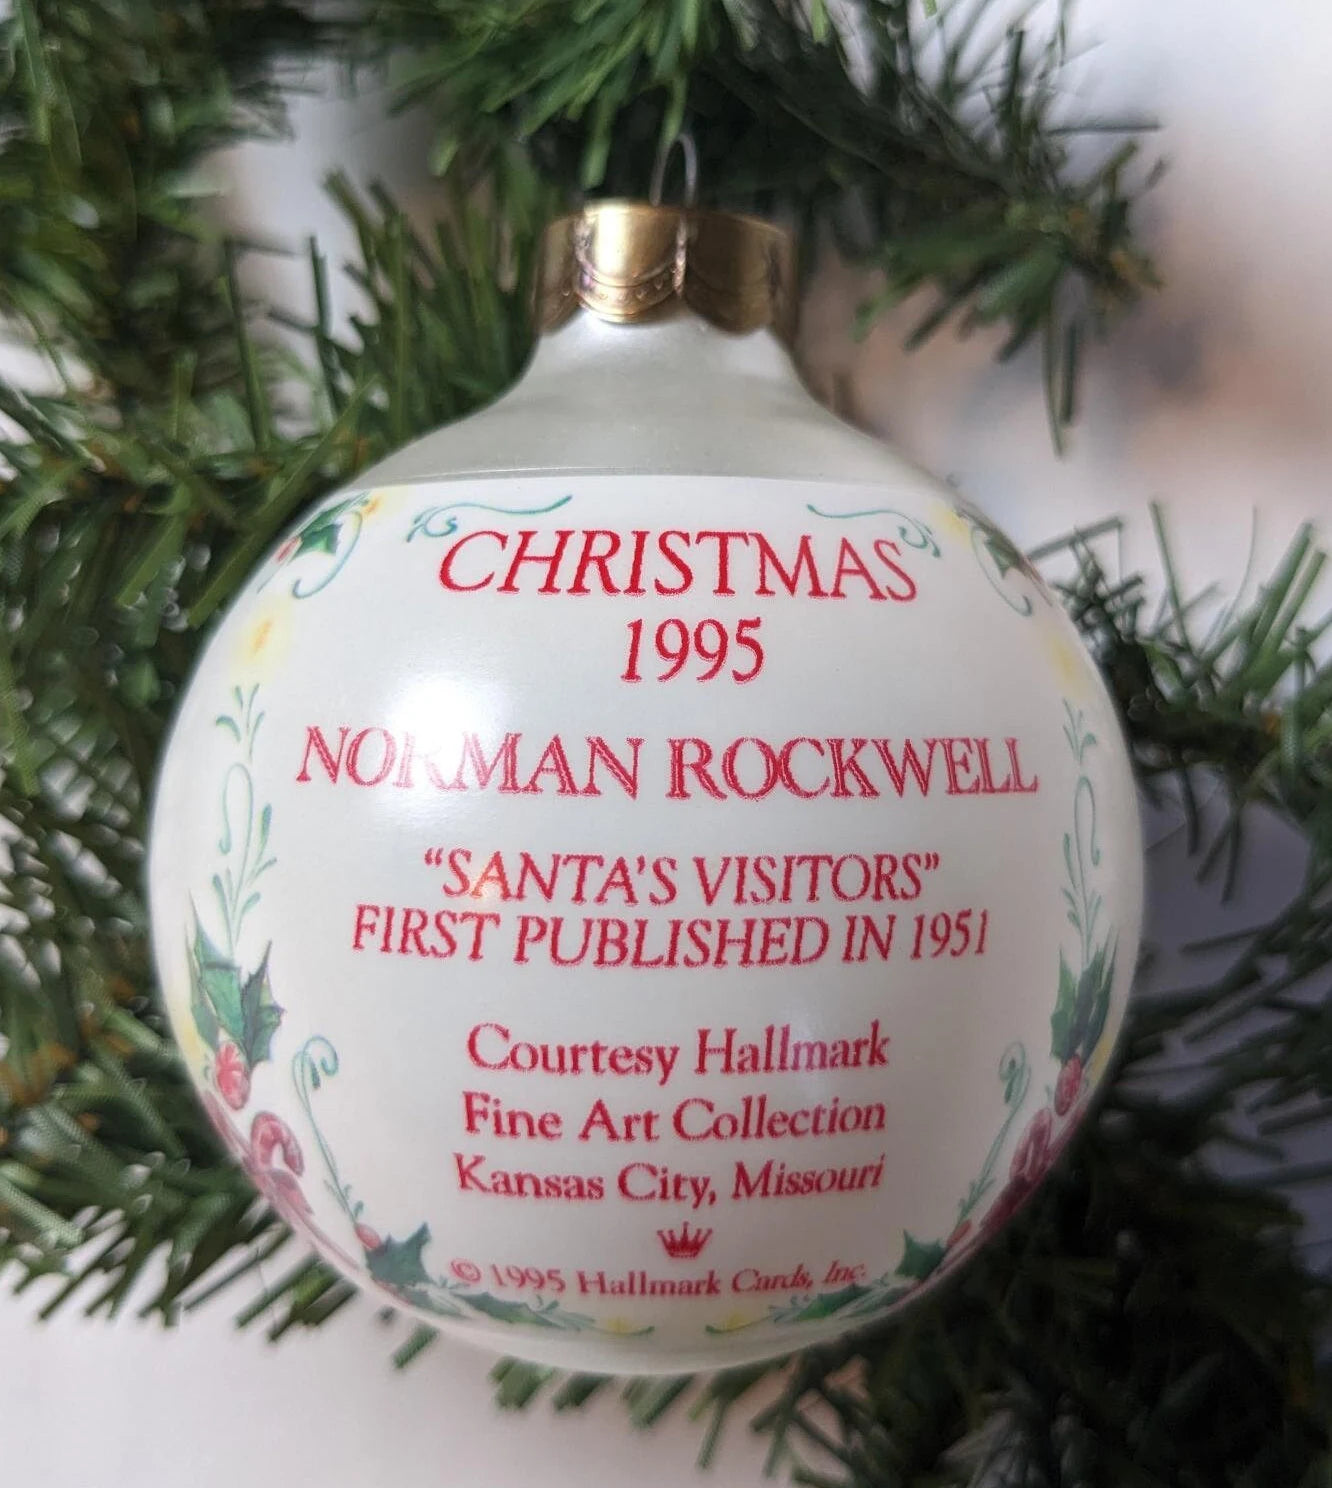 CHRISTMAS
1995
NORMAN ROCKWELL
“SANTA'S VISITORS”
FIRST PUBLISHED IN 1951
Courtesy Hallmark
Fine Art Collection
Kansas City, Missouri
© 1995 Hallmark Cards, Inc.